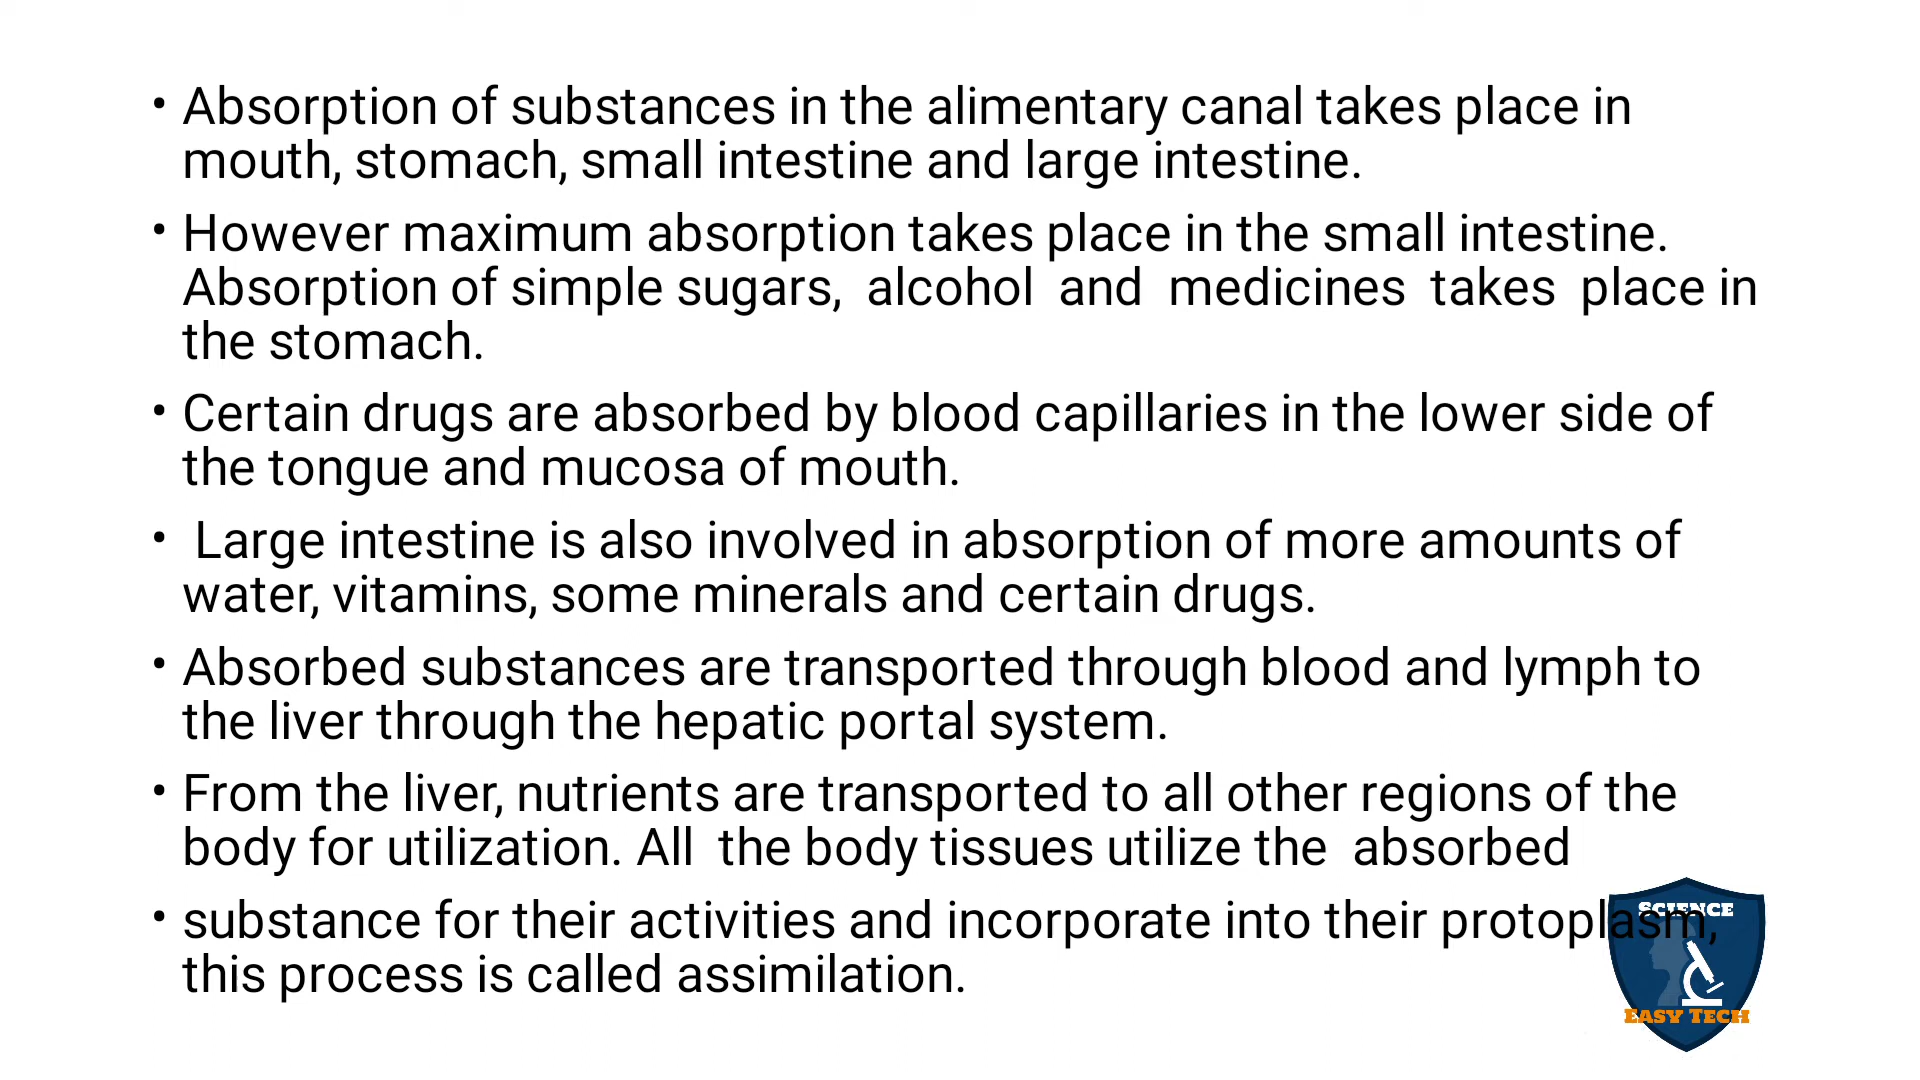 • Absorption of substances in the alimentary canal takes place in
mouth, stomach, small intestine and large intestine.
• However maximum absorption takes place in the small intestine.
Absorption of simple sugars,  alcohol  and  medicines  takes  place in
the stomach.
• Certain drugs are absorbed by blood capillaries in the lower side of
the tongue and mucosa of mouth.
•  Large intestine is also involved in absorption of more amounts of
water, vitamins, some minerals and certain drugs.
• Absorbed substances are transported through blood and lymph to
the liver through the hepatic portal system.
• From the liver, nutrients are transported to all other regions of the
body for utilization. All  the body tissues utilize the  absorbed
• substance for their activities and incorporate into their protoplasm,
this process is called assimilation.
SCIENCE
EASY TECH